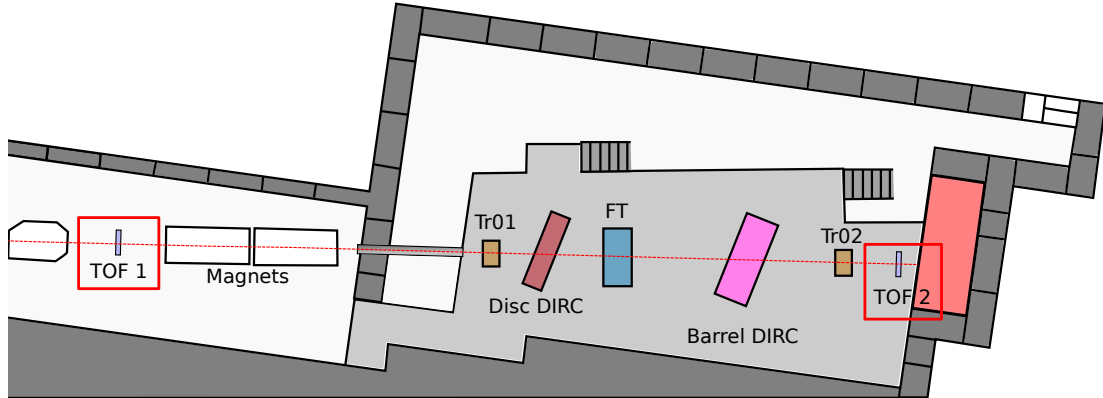 TOF 1
Magnets
Tr01
Disc DIRC
FT
Barrel DIRC
Tr02
TOF 2